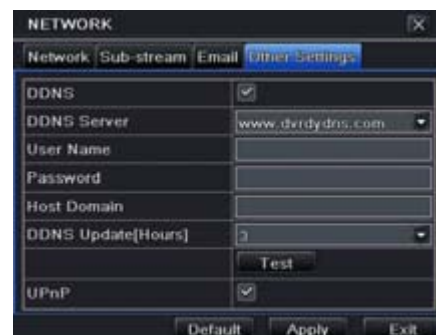 NETWORK
Network Sub-stream Email Other Settings
DDNS
DDNS Server www.dvrdydns.com
User Name
Password
Host Domain
DDNS Update[Hours] 3
Test
UPnP
Default Apply Exit